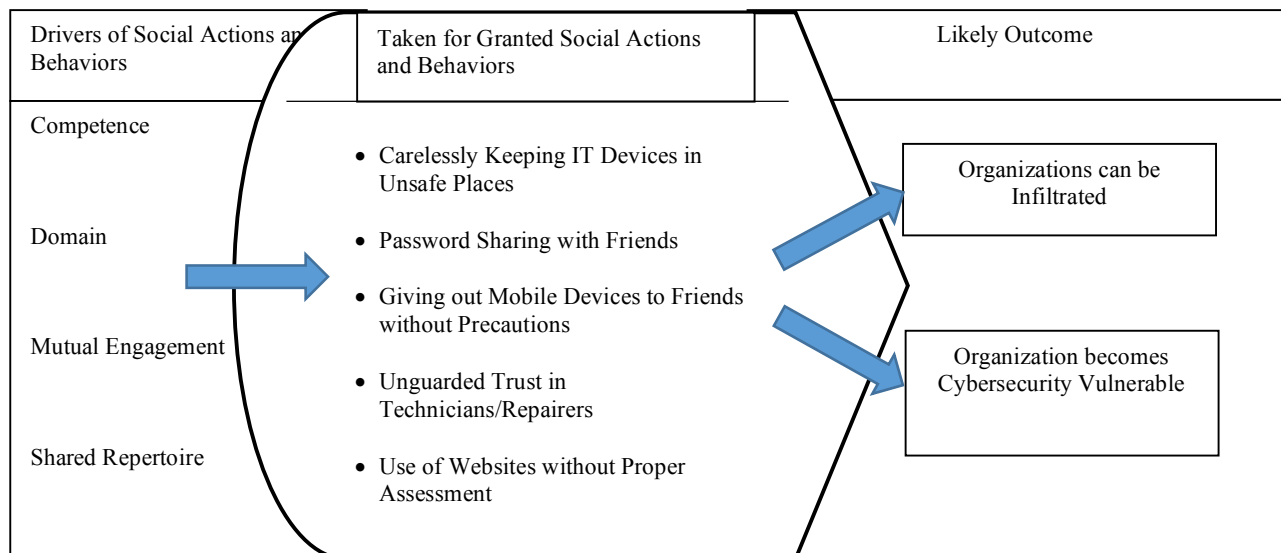 Drivers of Social Actions an
Behaviors
Taken for Granted Social Actions
and Behaviors
Likely Outcome
Competence
Domain
Mutual Engagement
Shared Repertoire
• Carelessly Keeping IT Devices in
Unsafe Places
• Password Sharing with Friends
• Giving out Mobile Devices to Friends
without Precautions
• Unguarded Trust in
Technicians/Repairers
• Use of Websites without Proper
Assessment
Organizations can be
Infiltrated
Organization becomes
Cybersecurity Vulnerable